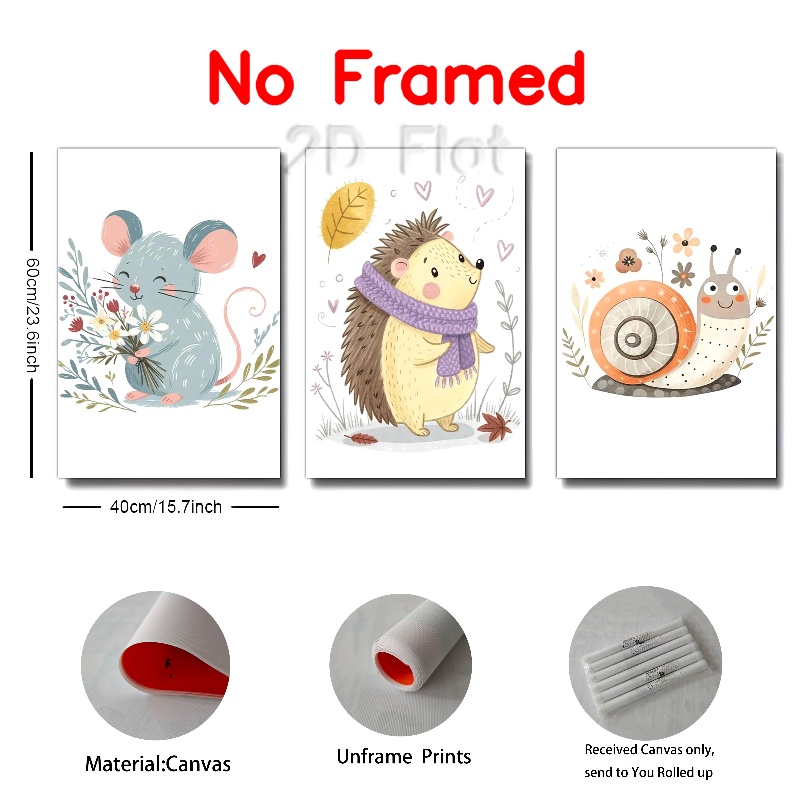 No Framed
2D Flat
60cm/23.6inch
40cm/15.7inch
Material:Canvas
Unframe Prints
Received Canvas only,
send to You Rolled up